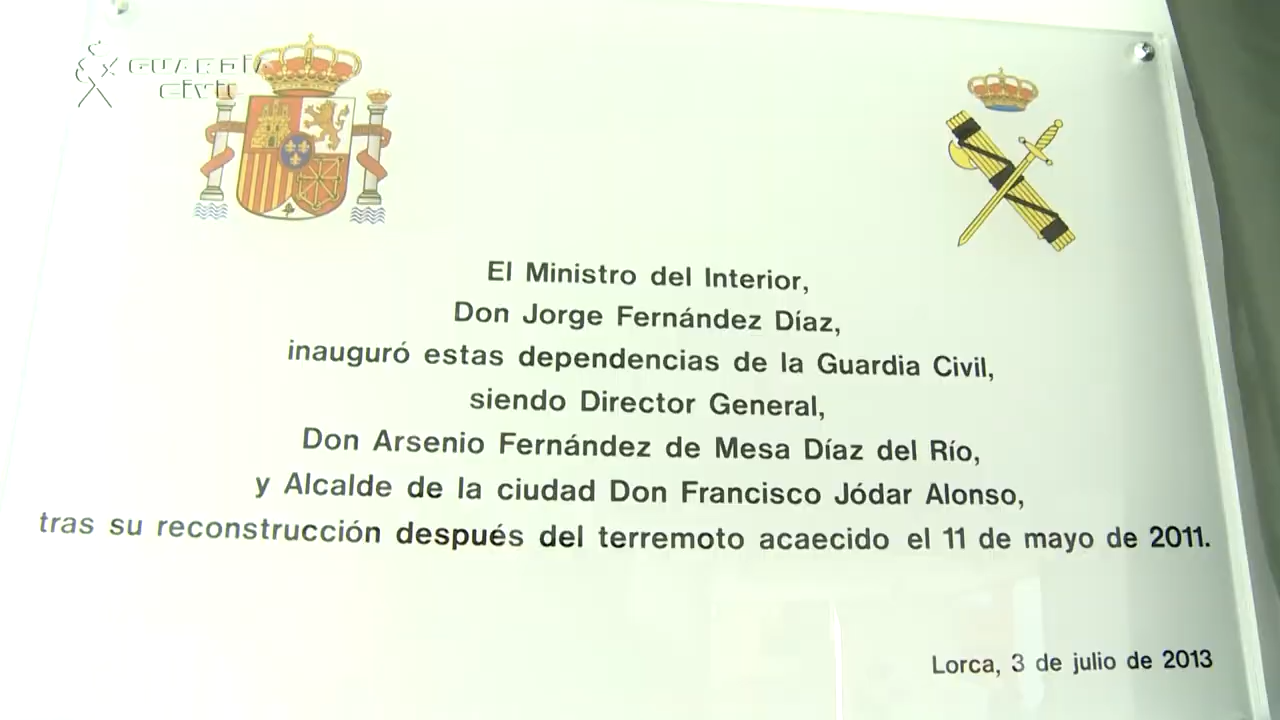 GUARDIA
CIVIL
El Ministro del Interior,
Don Jorge Fernández Díaz,
inauguró estas dependencias de la Guardia Civil,
siendo Director General,
Don Arsenio Fernández de Mesa Díaz del Río,
y Alcalde de la ciudad Don Francisco Jódar Alonso,
tras su reconstrucción después del terremoto acaecido el 11 de mayo de 2011.
Lorca, 3 de julio de 2013